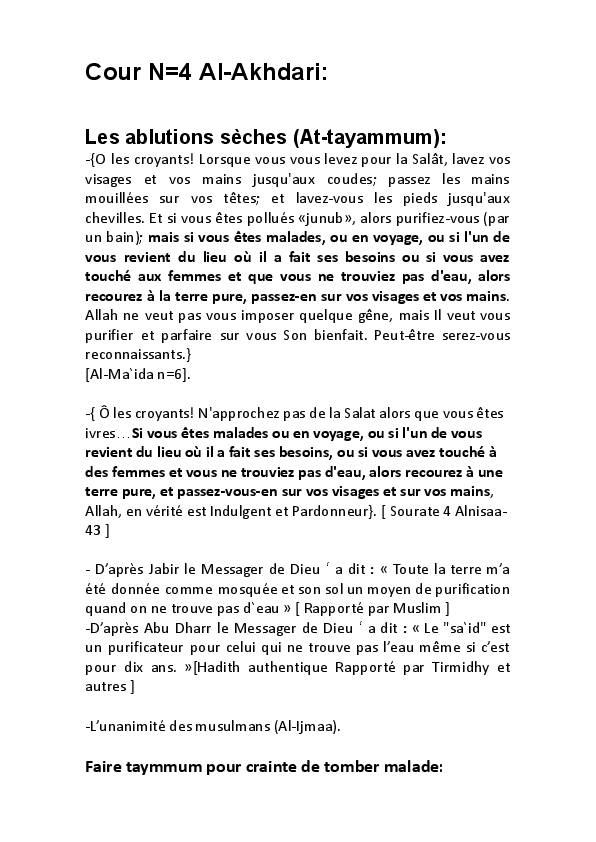 Cour N=4 Al-Akhdari:
Les ablutions sèches (At-tayammum):
-{O les croyants! Lorsque vous vous levez pour la Salât, lavez vos
visages et vos mains jusqu'aux coudes; passez les mains
mouillées sur vos têtes; et lavez-vous les pieds jusqu'aux
chevilles. Et si vous êtes pollués «junub», alors purifiez-vous (par
un bain); mais si vous êtes malades, ou en voyage, ou si l'un de
vous revient du lieu où il a fait ses besoins ou si vous avez
touché aux femmes et que vous ne trouviez pas d'eau, alors
recourez à la terre pure, passez-en sur vos visages et vos mains.
Allah ne veut pas vous imposer quelque gêne, mais Il veut vous
purifier et parfaire sur vous Son bienfait. Peut-être serez-vous
reconnaissants.}
[Al-Ma`ida n=6].
-{ Ô les croyants! N'approchez pas de la Salat alors que vous êtes
ivres…Si vous êtes malades ou en voyage, ou si l'un de vous
revient du lieu où il a fait ses besoins, ou si vous avez touché à
des femmes et vous ne trouviez pas d'eau, alors recourez à une
terre pure, et passez-vous-en sur vos visages et sur vos mains,
Allah, en vérité est Indulgent et Pardonneur}. [ Sourate 4 Alnisaa-
43 ]
- D’après Jabir le Messager de Dieu ‘ a dit : « Toute la terre m’a
été donnée comme mosquée et son sol un moyen de purification
quand on ne trouve pas d`eau » [ Rapporté par Muslim ]
-D’après Abu Dharr le Messager de Dieu ‘ a dit : « Le "sa`id" est
un purificateur pour celui qui ne trouve pas l’eau même si c’est
pour dix ans. »[Hadith authentique Rapporté par Tirmidhy et
autres ]
-L’unanimité des musulmans (Al-Ijmaa).
Faire taymmum pour crainte de tomber malade: